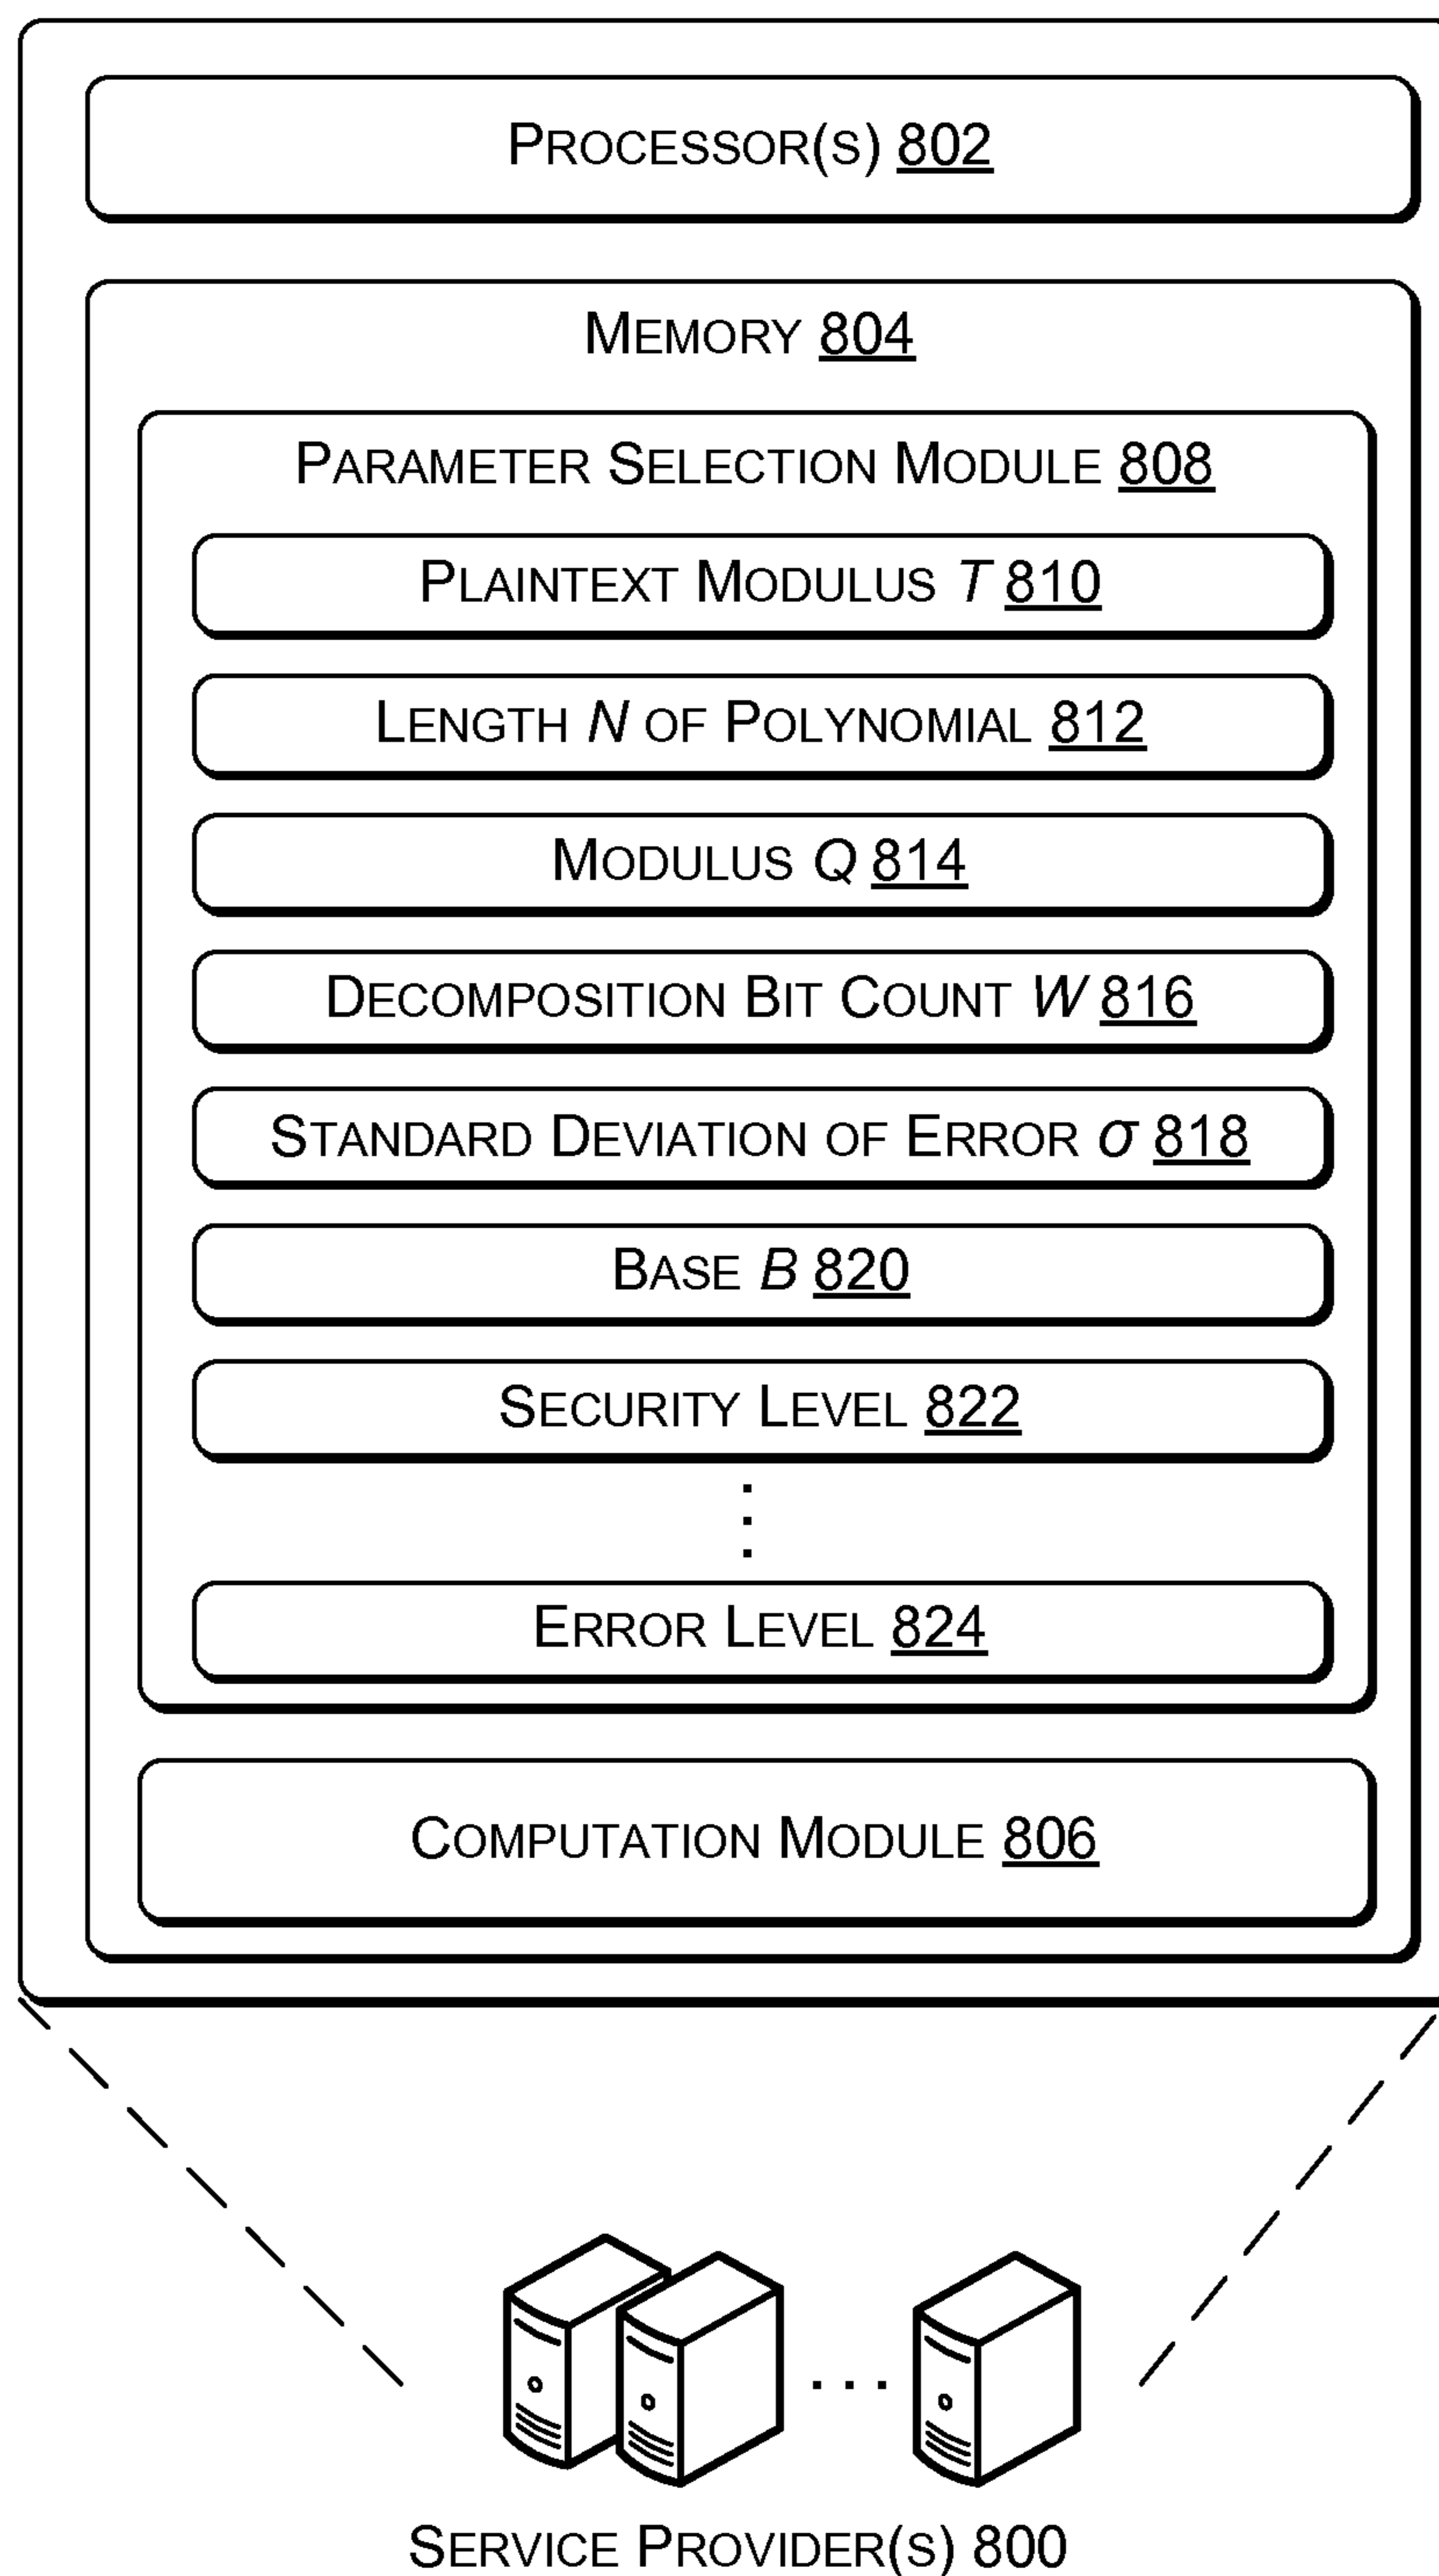 PROCESSOR(S) 802
MEMORY 804
PARAMETER SELECTION MODULE 808
PLAINTEXT MODULUS T 810
LENGTH N OF POLYNOMIAL 812
MODULUS Q 814
DECOMPOSITION BIT COUNT W 816
STANDARD DEVIATION OF ERROR σ 818
BASE B 820
SECURITY LEVEL 822
ERROR LEVEL 824
COMPUTATION MODULE 806
SERVICE PROVIDER(S) 800